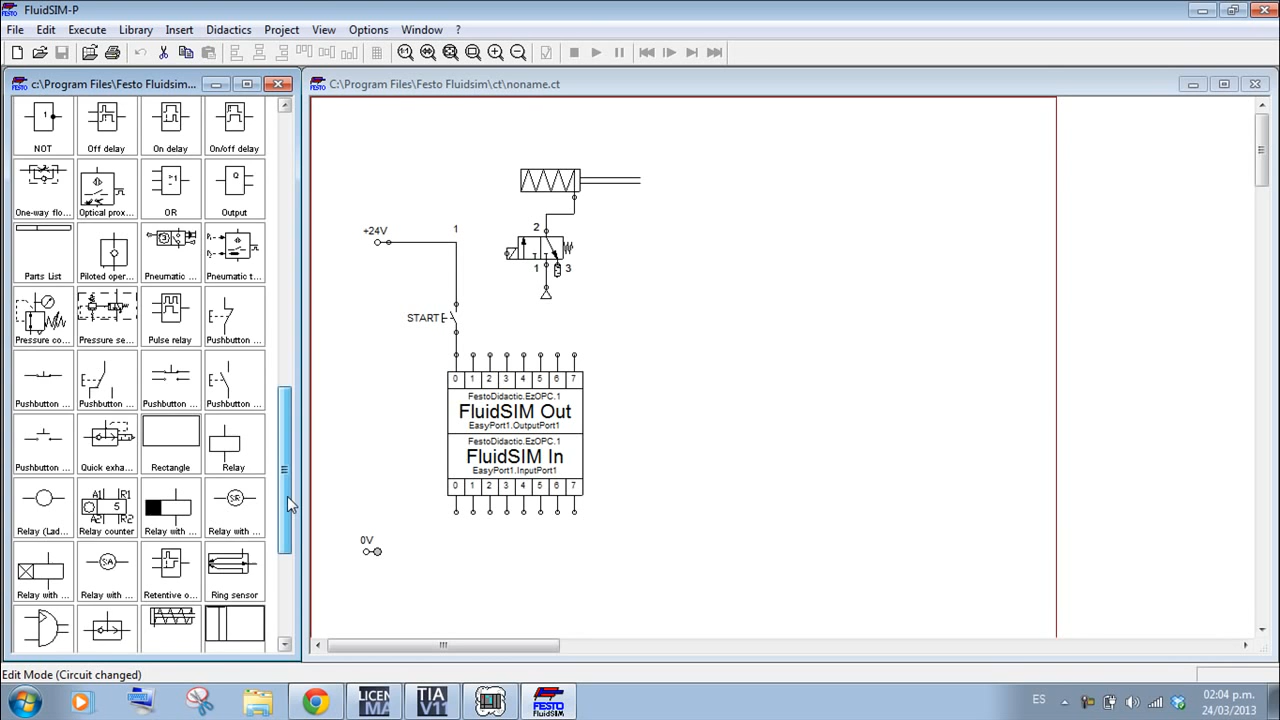 FluidSIM-P
File Edit Execute Library Insert Didactics Project View Options Window ?
c:\Program Files\Festo Fluidsim...
C:\Program Files\Festo Fluidsim\ct\noname.ct
NOT Off delay On delay On/off delay
One-way flo... Optical prox... OR Output
Parts List Piloted oper... Pneumatic ... Pneumatic t...
Pressure co... Pressure se... Pulse relay Pushbutton ...
Pushbutton ... Pushbutton ... Pushbutton ... Pushbutton ...
Pushbutton ... Quick exha... Rectangle Relay
Relay (Lad... Relay counter Relay with ... Relay with ...
Relay with ... Relay with ... Retentive o... Ring sensor
+24V
1
2
1 3
START
0 1 2 3 4 5 6 7
FestoDidactic.EzOPC.1
FluidSIM Out
EasyPort1.OutputPort1
FestoDidactic.EzOPC.1
FluidSIM In
EasyPort1.InputPort1
0 1 2 3 4 5 6 7
0V
Edit Mode (Circuit changed)
LICEN
MA
TIA
V11
FESTO
FluidSIM
ES
02:04 p.m.
24/03/2013